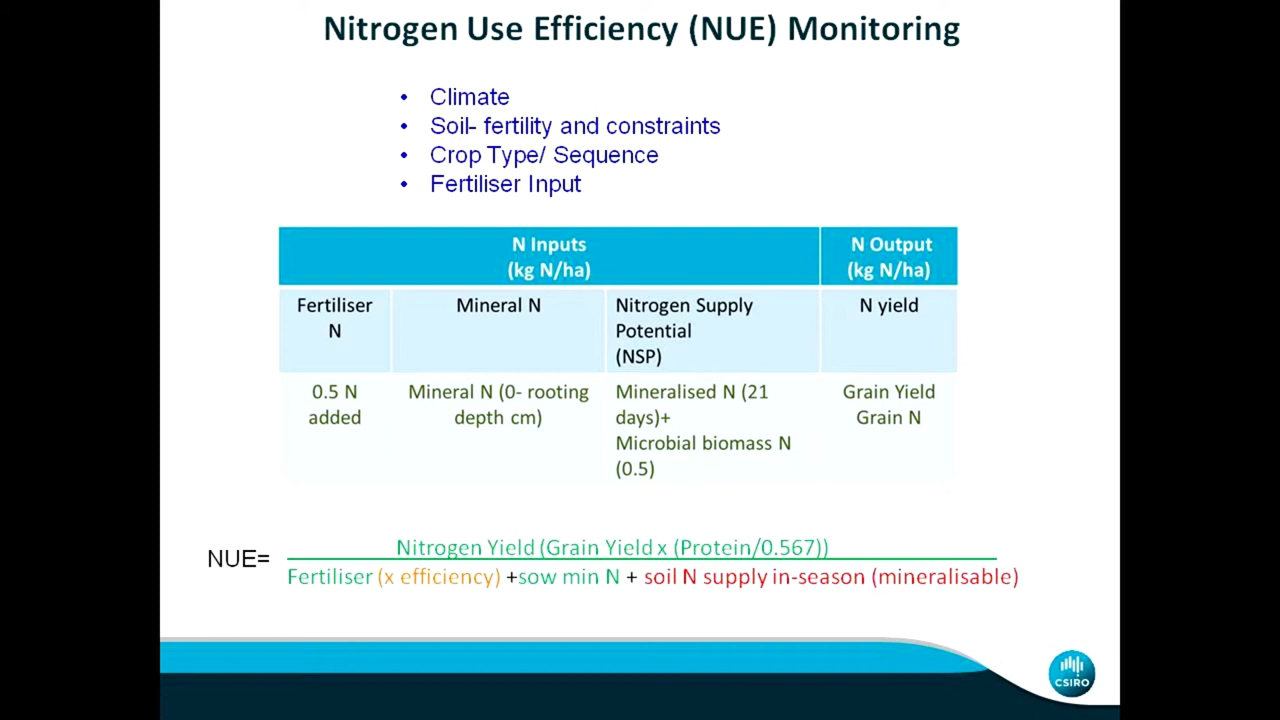 Nitrogen Use Efficiency (NUE) Monitoring
• Climate
• Soil- fertility and constraints
• Crop Type/ Sequence
• Fertiliser Input
N Inputs
(kg N/ha)
N Output
(kg N/ha)
Fertiliser
N
Mineral N
Nitrogen Supply
Potential
(NSP)
N yield
0.5 N
added
Mineral N (0- rooting
depth cm)
Mineralised N (21
days)+
Microbial biomass N
(0.5)
Grain Yield
Grain N
NUE=
Nitrogen Yield (Grain Yield x (Protein/0.567))
Fertiliser (x efficiency) +sow min N + soil N supply in-season (mineralisable)
CSIRO